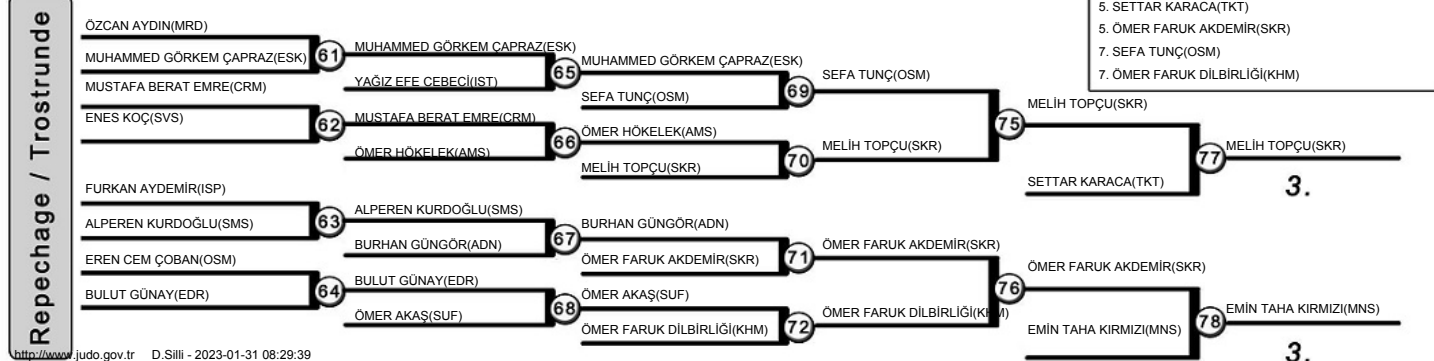 Repechage / Trostrunde
5. SETTAR KARACA(TKT)
5. ÖMER FARUK AKDEMİR(SKR)
7. SEFA TUNÇ(OSM)
7. ÖMER FARUK DİLBİRLİĞİ(KHM)
ÖZCAN AYDIN(MRD)
MUHAMMED GÖRKEM ÇAPRAZ(ESK)
61
MUSTAFA BERAT EMRE(CRM)
ENES KOÇ(SVS)
62
FURKAN AYDEMİR(ISP)
ALPEREN KURDOĞLU(SMS)
63
EREN CEM ÇOBAN(OSM)
BULUT GÜNAY(EDR)
64
MUHAMMED GÖRKEM ÇAPRAZ(ESK)
YAĞIZ EFE CEBECİ(IST)
65
MUSTAFA BERAT EMRE(CRM)
ÖMER HÖKELEK(AMS)
66
ALPEREN KURDOĞLU(SMS)
BURHAN GÜNGÖR(ADN)
67
BULUT GÜNAY(EDR)
ÖMER AKAŞ(SUF)
68
MUHAMMED GÖRKEM ÇAPRAZ(ESK)
SEFA TUNÇ(OSM)
69
ÖMER HÖKELEK(AMS)
MELİH TOPÇU(SKR)
70
BURHAN GÜNGÖR(ADN)
ÖMER FARUK AKDEMİR(SKR)
71
ÖMER AKAŞ(SUF)
ÖMER FARUK DİLBİRLİĞİ(KHM)
72
SEFA TUNÇ(OSM)
MELİH TOPÇU(SKR)
75
ÖMER FARUK AKDEMİR(SKR)
ÖMER FARUK DİLBİRLİĞİ(KHM)
76
MELİH TOPÇU(SKR)
SETTAR KARACA(TKT)
77
ÖMER FARUK AKDEMİR(SKR)
EMİN TAHA KIRMIZI(MNS)
78
MELİH TOPÇU(SKR)
3.
EMİN TAHA KIRMIZI(MNS)
3.
http://www.judo.gov.tr D.Silli - 2023-01-31 08:29:39